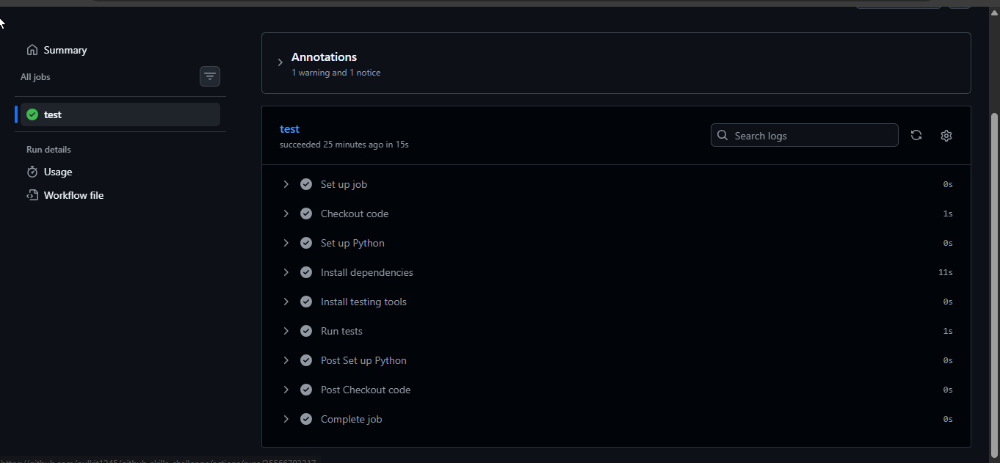 Summary
All jobs
test
Run details
Usage
Workflow file
Annotations
1 warning and 1 notice
test
succeeded 25 minutes ago in 15s
Search logs
Set up job 0s
Checkout code 1s
Set up Python 0s
Install dependencies 11s
Install testing tools 0s
Run tests 1s
Post Set up Python 0s
Post Checkout code 0s
Complete job 0s